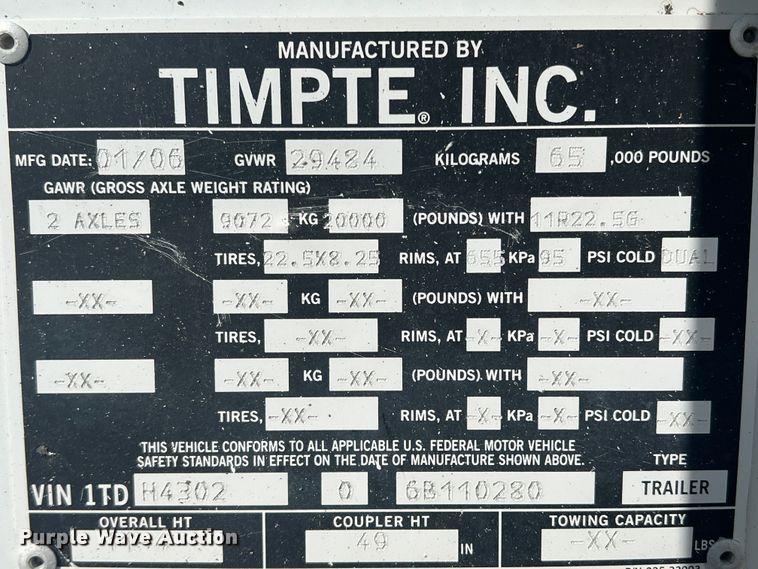 MANUFACTURED BY
TIMPTE® INC.
MFG DATE: 01/06 GVWR 29484 KILOGRAMS 65 ,000 POUNDS
GAWR (GROSS AXLE WEIGHT RATING)
2 AXLES 9072 KG 20000 (POUNDS) WITH 11R22.5G
TIRES, 22.5X8.25 RIMS, AT 655 KPa 95 PSI COLD DUAL
-XX- -XX- KG -XX- (POUNDS) WITH -XX-
TIRES, -XX- RIMS, AT -X- KPa -X- PSI COLD -XX-
-XX- -XX- KG -XX- (POUNDS) WITH -XX-
TIRES, -XX- RIMS, AT -X- KPa -X- PSI COLD -XX-
THIS VEHICLE CONFORMS TO ALL APPLICABLE U.S. FEDERAL MOTOR VEHICLE
SAFETY STANDARDS IN EFFECT ON THE DATE OF MANUFACTURE SHOWN ABOVE. TYPE
VIN 1TD H4302 0 6B110280 TRAILER
OVERALL HT COUPLER HT TOWING CAPACITY
49 IN -XX- LBS
Purple Wave Auction